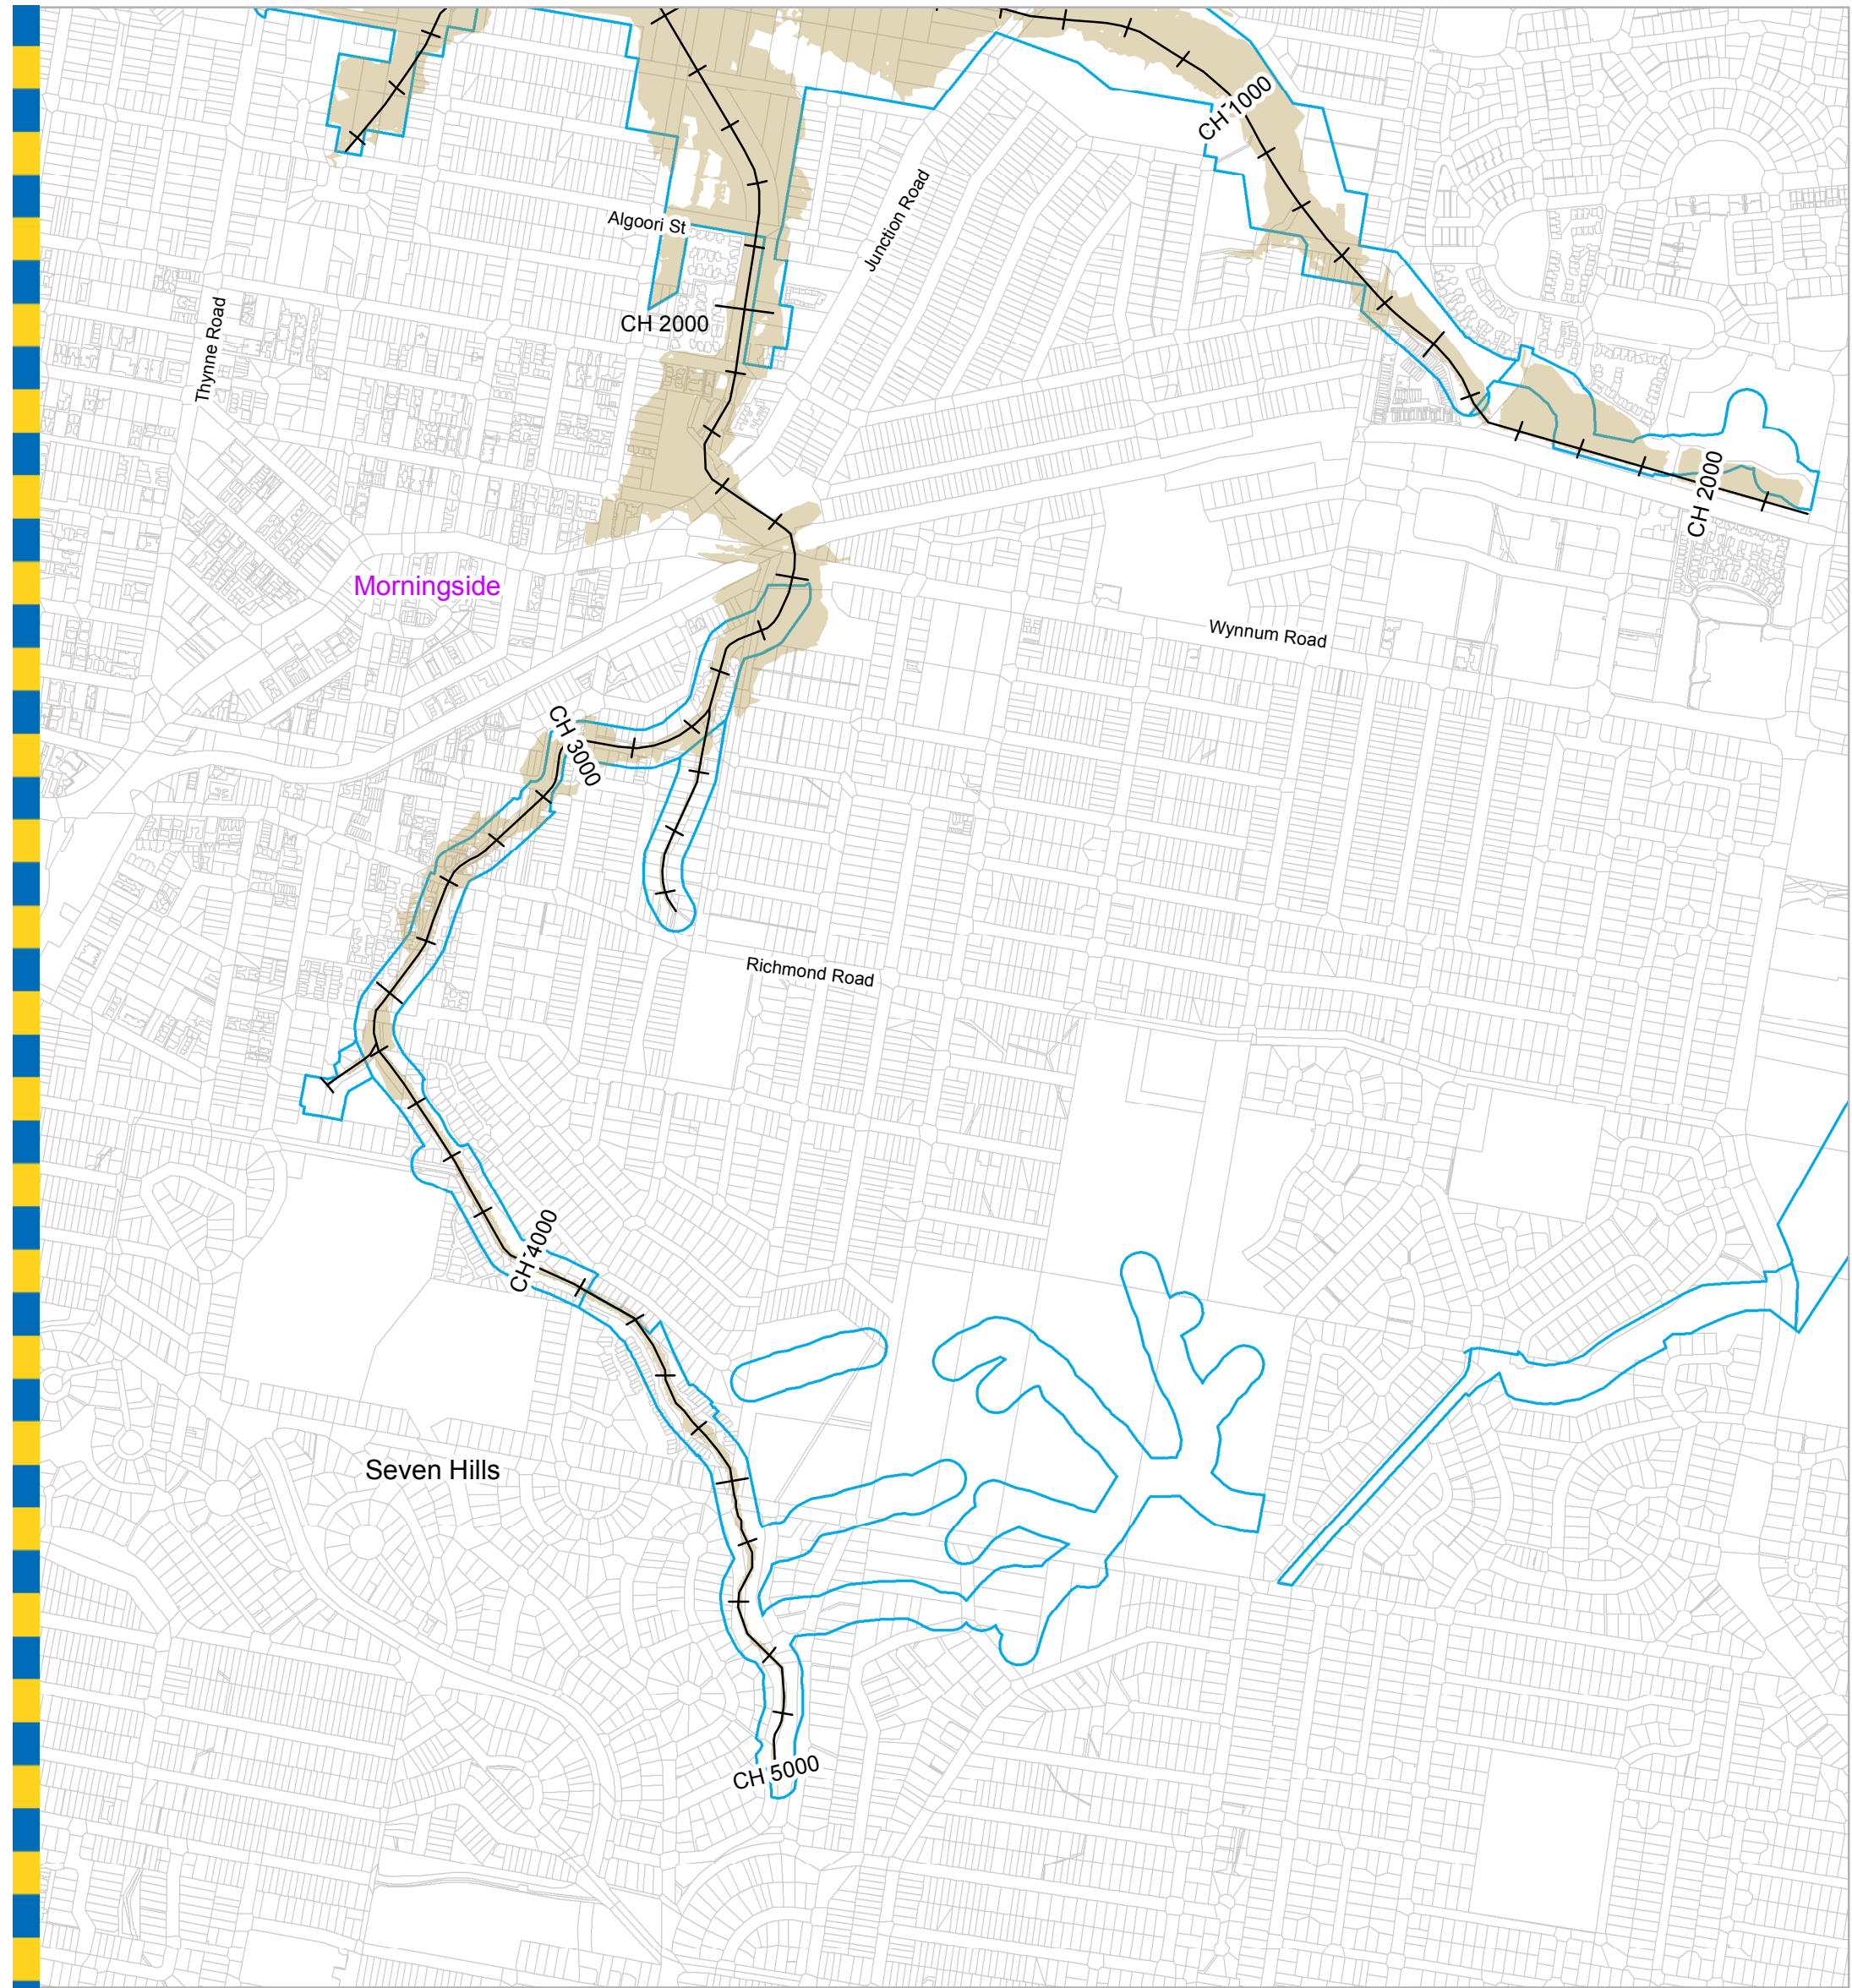 CH 1000
Junction Road
Algoori St
CH 2000
Thynne Road
CH 2000
Morningside
Wynnum Road
CH 3000
Richmond Road
CH 4000
Seven Hills
CH 5000